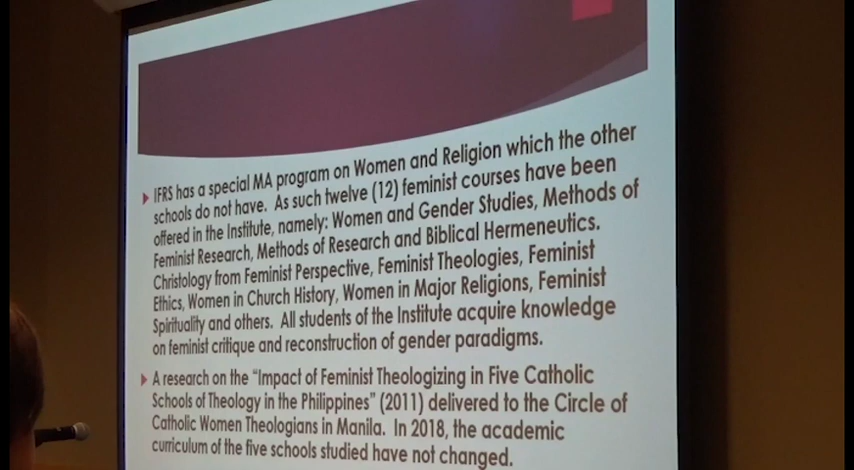 IFRS has a special MA program on Women and Religion which the other
schools do not have. As such twelve (12) feminist courses have been
offered in the Institute, namely: Women and Gender Studies, Methods of
Feminist Research, Methods of Research and Biblical Hermeneutics.
Christology from Feminist Perspective, Feminist Theologies, Feminist
Ethics, Women in Church History, Women in Major Religions, Feminist
Spirituality and others. All students of the Institute acquire knowledge
on feminist critique and reconstruction of gender paradigms.
A research on the "Impact of Feminist Theologizing in Five Catholic
Schools of Theology in the Philippines" (2011) delivered to the Circle of
Catholic Women Theologians in Manila. In 2018, the academic
curriculum of the five schools studied have not changed.